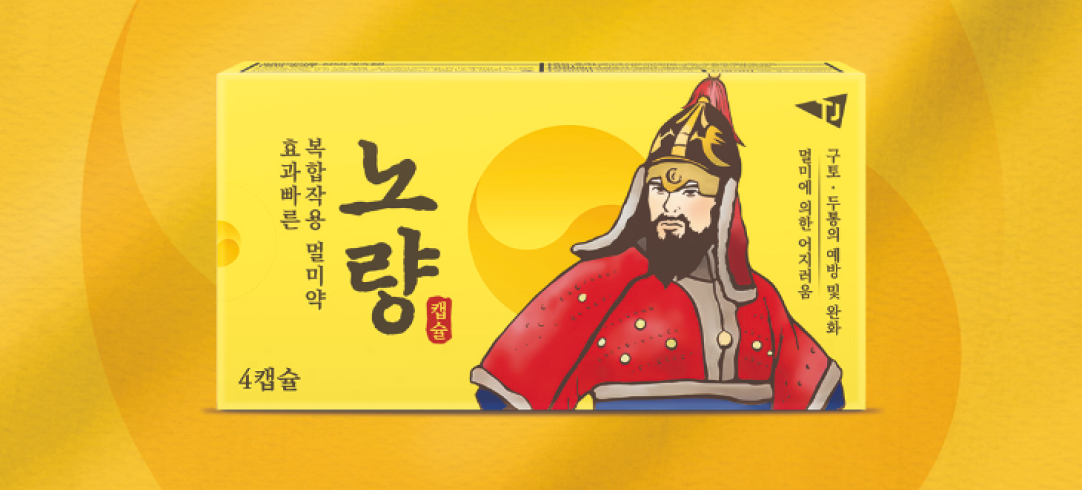 효과빠른
복합작용 멀미약
노량
캡슐
4캡슐
멀미에 의한 어지러움
구토·두통의 예방 및 완화